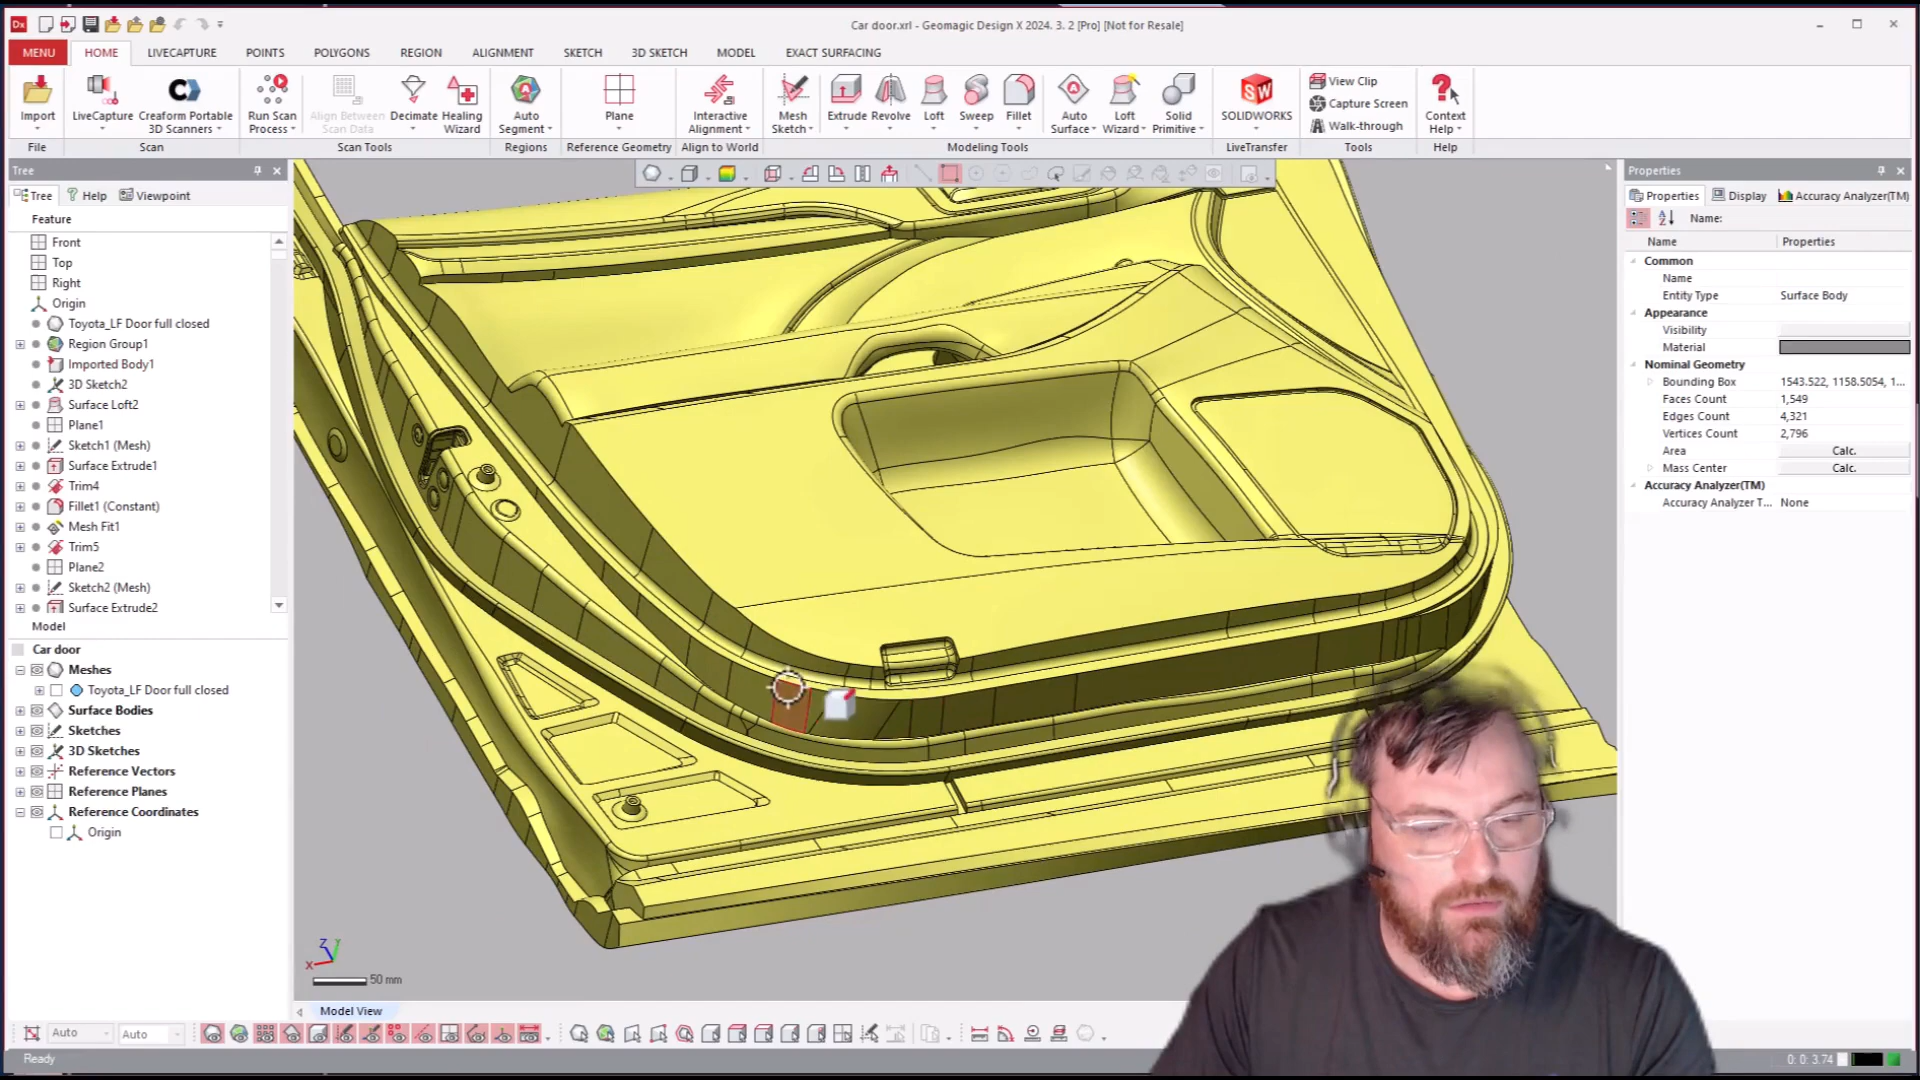 Dx
Car door.xrl - Geomagic Design X 2024. 3. 2 [Pro] [Not for Resale]
MENU HOME LIVECAPTURE POINTS POLYGONS REGION ALIGNMENT SKETCH 3D SKETCH MODEL EXACT SURFACING
Import
LiveCapture
Creaform Portable
3D Scanners
Run Scan
Process
Align Between
Scan Data
Decimate
Healing
Wizard
Auto
Segment
Plane
Interactive
Alignment
Mesh
Sketch
Extrude
Revolve
Loft
Sweep
Fillet
Auto
Surface
Loft
Wizard
Solid
Primitive
SW
SOLIDWORKS
View Clip
Capture Screen
Walk-through
Context
Help
File Scan Scan Tools Regions Reference Geometry Align to World Modeling Tools LiveTransfer Tools Help
Tree
Tree Help Viewpoint
Feature
Front
Top
Right
Origin
Toyota_LF Door full closed
Region Group1
Imported Body1
3D Sketch2
Surface Loft2
Plane1
Sketch1 (Mesh)
Surface Extrude1
Trim4
Fillet1 (Constant)
Mesh Fit1
Trim5
Plane2
Sketch2 (Mesh)
Surface Extrude2
Model
Car door
Meshes
Toyota_LF Door full closed
Surface Bodies
Sketches
3D Sketches
Reference Vectors
Reference Planes
Reference Coordinates
Origin
Z Y
X
50 mm
Model View
Properties
Properties Display Accuracy Analyzer(TM)
Name:
Name Properties
Common
Name
Entity Type Surface Body
Appearance
Visibility
Material
Nominal Geometry
Bounding Box 1543.522, 1158.5054, 1...
Faces Count 1,549
Edges Count 4,321
Vertices Count 2,796
Area Calc.
Mass Center Calc.
Accuracy Analyzer(TM)
Accuracy Analyzer T... None
Auto Auto
Ready
0: 0: 3.74